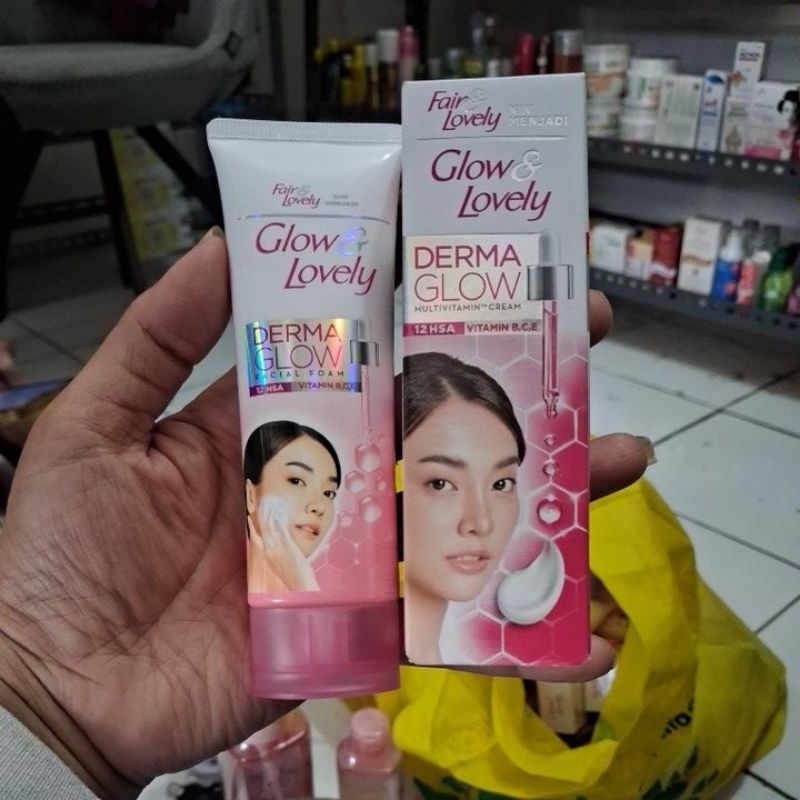 Fair &
Lovely
KINI
MENJADI
Glow &
Lovely
DERMA
GLOW
FACIAL FOAM
12 HSA
VITAMIN B,C,E
Fair &
Lovely
KINI
MENJADI
Glow &
Lovely
DERMA
GLOW
MULTIVITAMIN™ CREAM
12 HSA
VITAMIN B,C,E